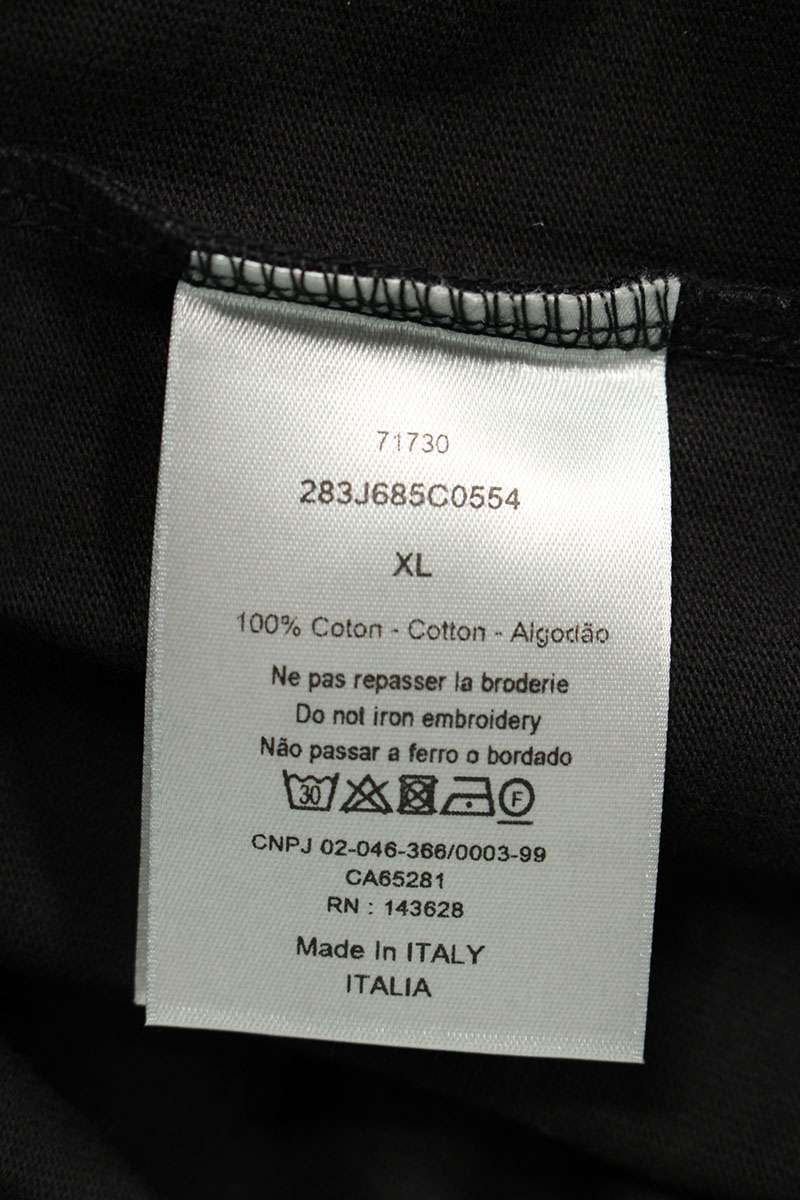 71730
283J685C0554
XL
100% Coton - Cotton - Algodão
Ne pas repasser la broderie
Do not iron embroidery
Não passar a ferro o bordado
30 F
CNPJ 02-046-366/0003-99
CA65281
RN : 143628
Made In ITALY
ITALIA